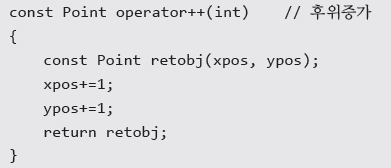 const Point operator++(int)    // 후위증가
{
    const Point retobj(xpos, ypos);
    xpos+=1;
    ypos+=1;
    return retobj;
}